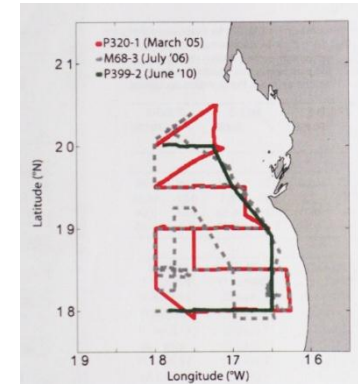 P320-1 (March '05)
M68-3 (July '06)
P399-2 (June '10)
21
20
19
18
Latitude (°N)
19 18 17 16
Longitude (°W)